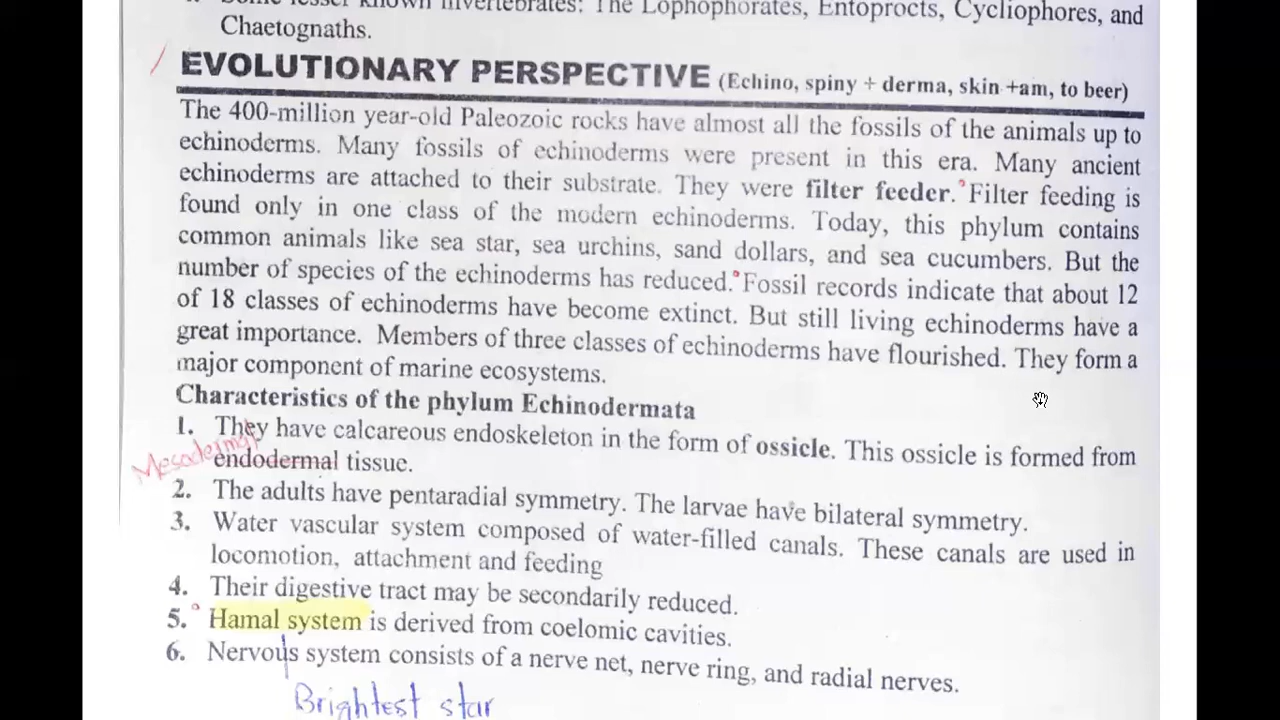 Some lesser known invertebrates: The Lophophorates, Entoprocts, Cycliophores, and
Chaetognaths.
EVOLUTIONARY PERSPECTIVE (Echino, spiny + derma, skin +am, to beer)
The 400-million year-old Paleozoic rocks have almost all the fossils of the animals up to
echinoderms. Many fossils of echinoderms were present in this era. Many ancient
echinoderms are attached to their substrate. They were filter feeder. Filter feeding is
found only in one class of the modern echinoderms. Today, this phylum contains
common animals like sea star, sea urchins, sand dollars, and sea cucumbers. But the
number of species of the echinoderms has reduced. Fossil records indicate that about 12
of 18 classes of echinoderms have become extinct. But still living echinoderms have a
great importance. Members of three classes of echinoderms have flourished. They form a
major component of marine ecosystems.
Characteristics of the phylum Echinodermata
1. They have calcareous endoskeleton in the form of ossicle. This ossicle is formed from
Mesodermal
endodermal tissue.
2. The adults have pentaradial symmetry. The larvae have bilateral symmetry.
3. Water vascular system composed of water-filled canals. These canals are used in
locomotion, attachment and feeding
4. Their digestive tract may be secondarily reduced.
5. Hamal system is derived from coelomic cavities.
6. Nervous system consists of a nerve net, nerve ring, and radial nerves.
Brightest star